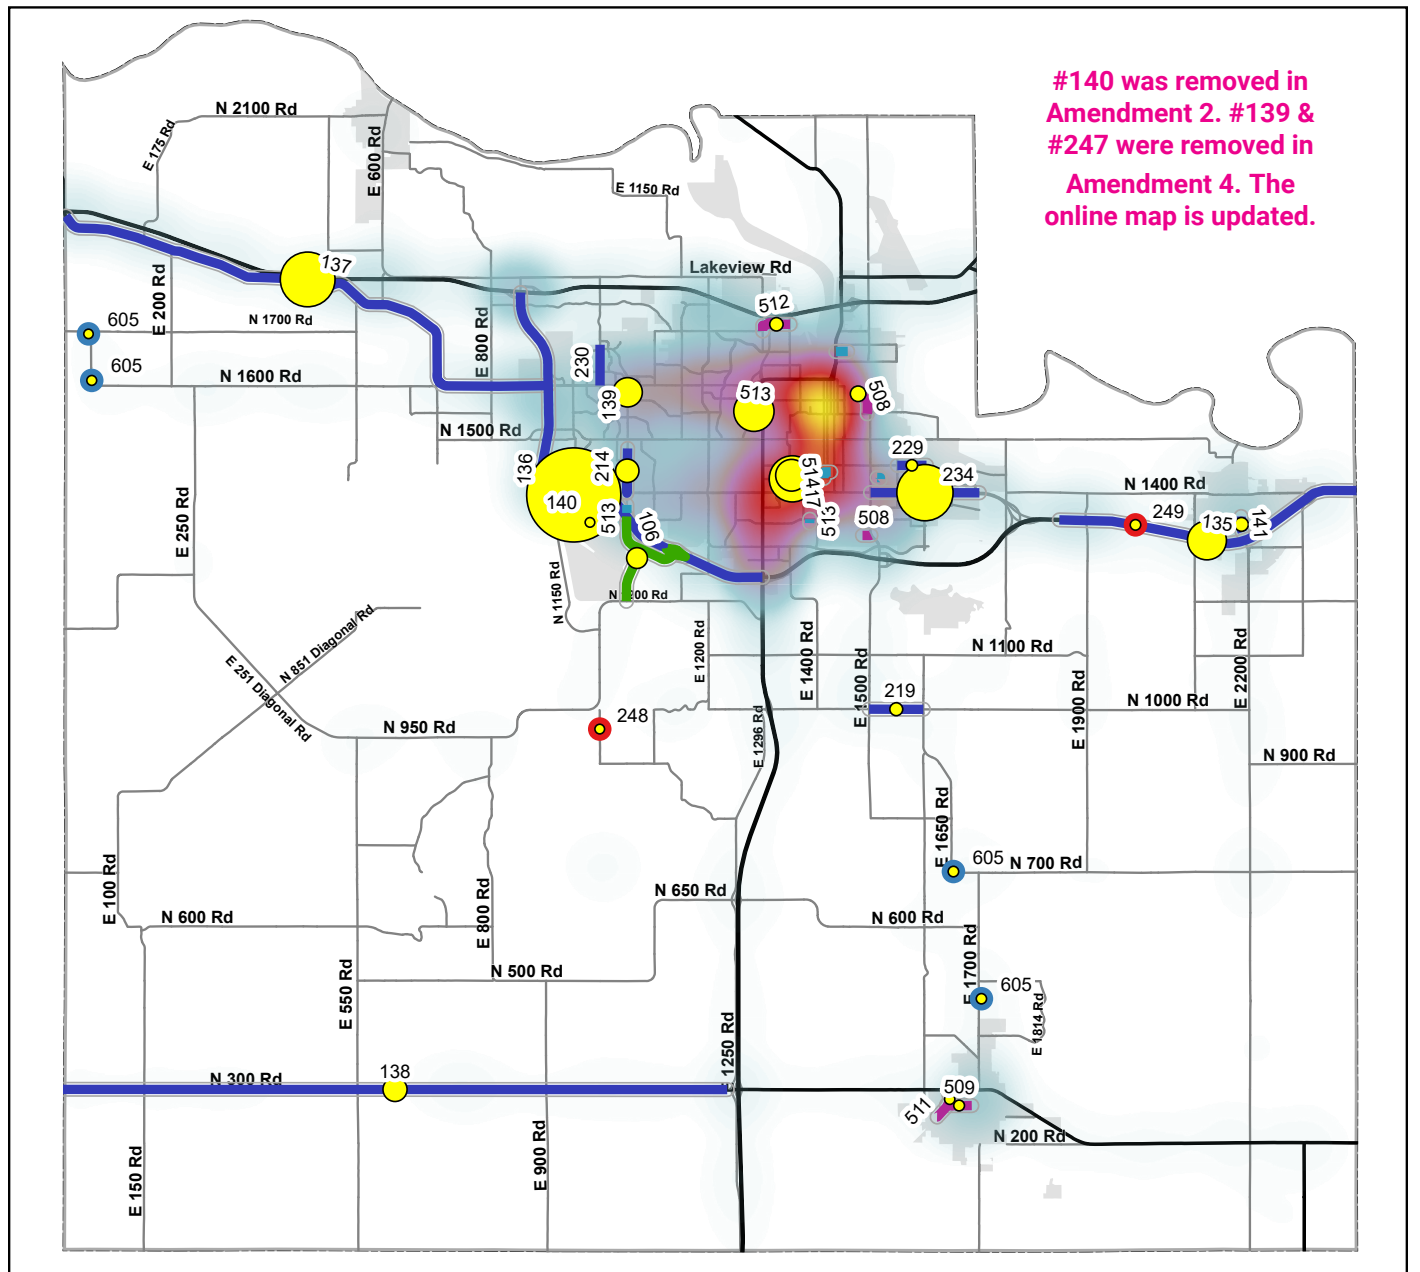 #140 was removed in
Amendment 2. #139 &
#247 were removed in
Amendment 4. The
online map is updated.
N 2100 Rd
E 175 Rd
E 600 Rd
E 1150 Rd
Lakeview Rd
137
E 200 Rd
605
N 1700 Rd
E 800 Rd
512
605
N 1600 Rd
230
139
513
508
N 1500 Rd
136
214
229
234
140
513
106
514
17
513
508
N 1400 Rd
249
135
141
E 250 Rd
N 1150 Rd
00 Rd
N 851 Diagonal Rd
E 251 Diagonal Rd
E 1200 Rd
E 1400 Rd
E 1500 Rd
N 1100 Rd
E 1900 Rd
E 2200 Rd
219
N 1000 Rd
N 950 Rd
248
E 1296 Rd
N 900 Rd
E 1650 Rd
605
N 700 Rd
E 100 Rd
N 650 Rd
N 600 Rd
E 800 Rd
N 600 Rd
E 1700 Rd
N 500 Rd
605
E 550 Rd
E 1814 Rd
E 1250 Rd
N 300 Rd
138
509
511
N 200 Rd
E 150 Rd
E 900 Rd